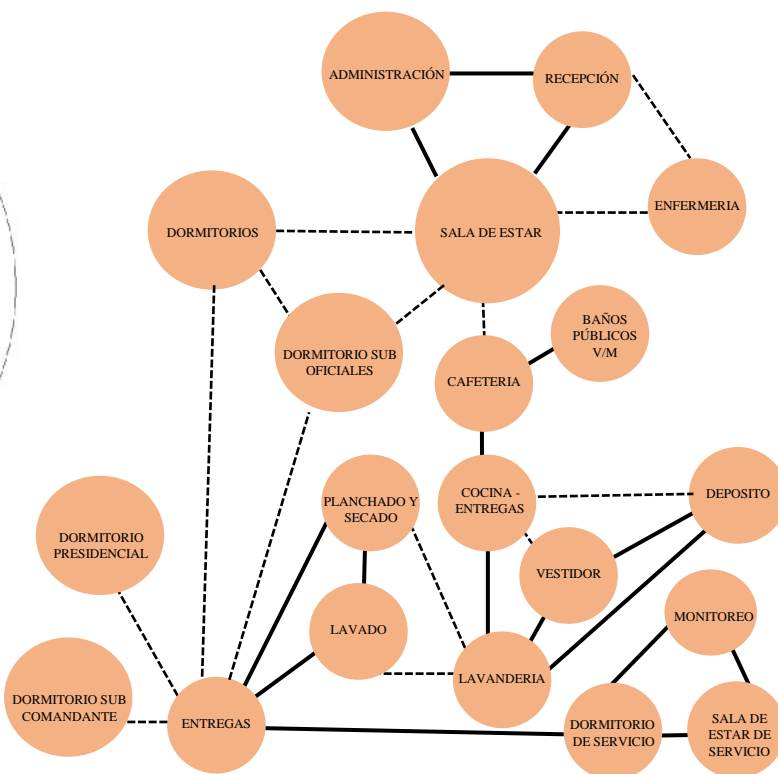 ADMINISTRACIÓN
RECEPCIÓN
ENFERMERIA
DORMITORIOS
SALA DE ESTAR
BAÑOS
PÚBLICOS
V/M
DORMITORIO SUB
OFICIALES
CAFETERIA
PLANCHADO Y
SECADO
COCINA -
ENTREGAS
DEPOSITO
DORMITORIO
PRESIDENCIAL
VESTIDOR
MONITOREO
LAVADO
LAVANDERIA
DORMITORIO SUB
COMANDANTE
ENTREGAS
DORMITORIO
DE SERVICIO
SALA DE
ESTAR DE
SERVICIO